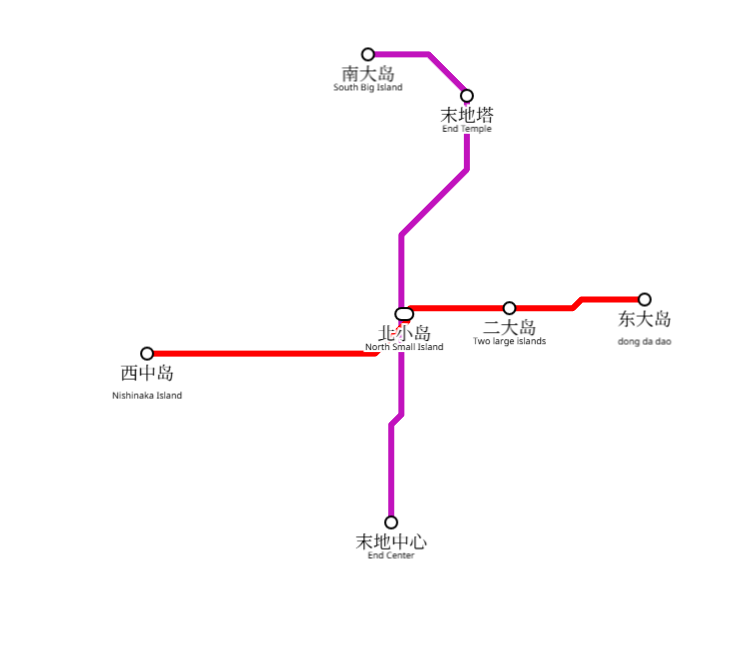 南大岛
South Big Island
末地塔
End Temple
北小岛
North Small Island
二大岛
Two large islands
东大岛
dong da dao
西中岛
Nishinaka Island
末地中心
End Center